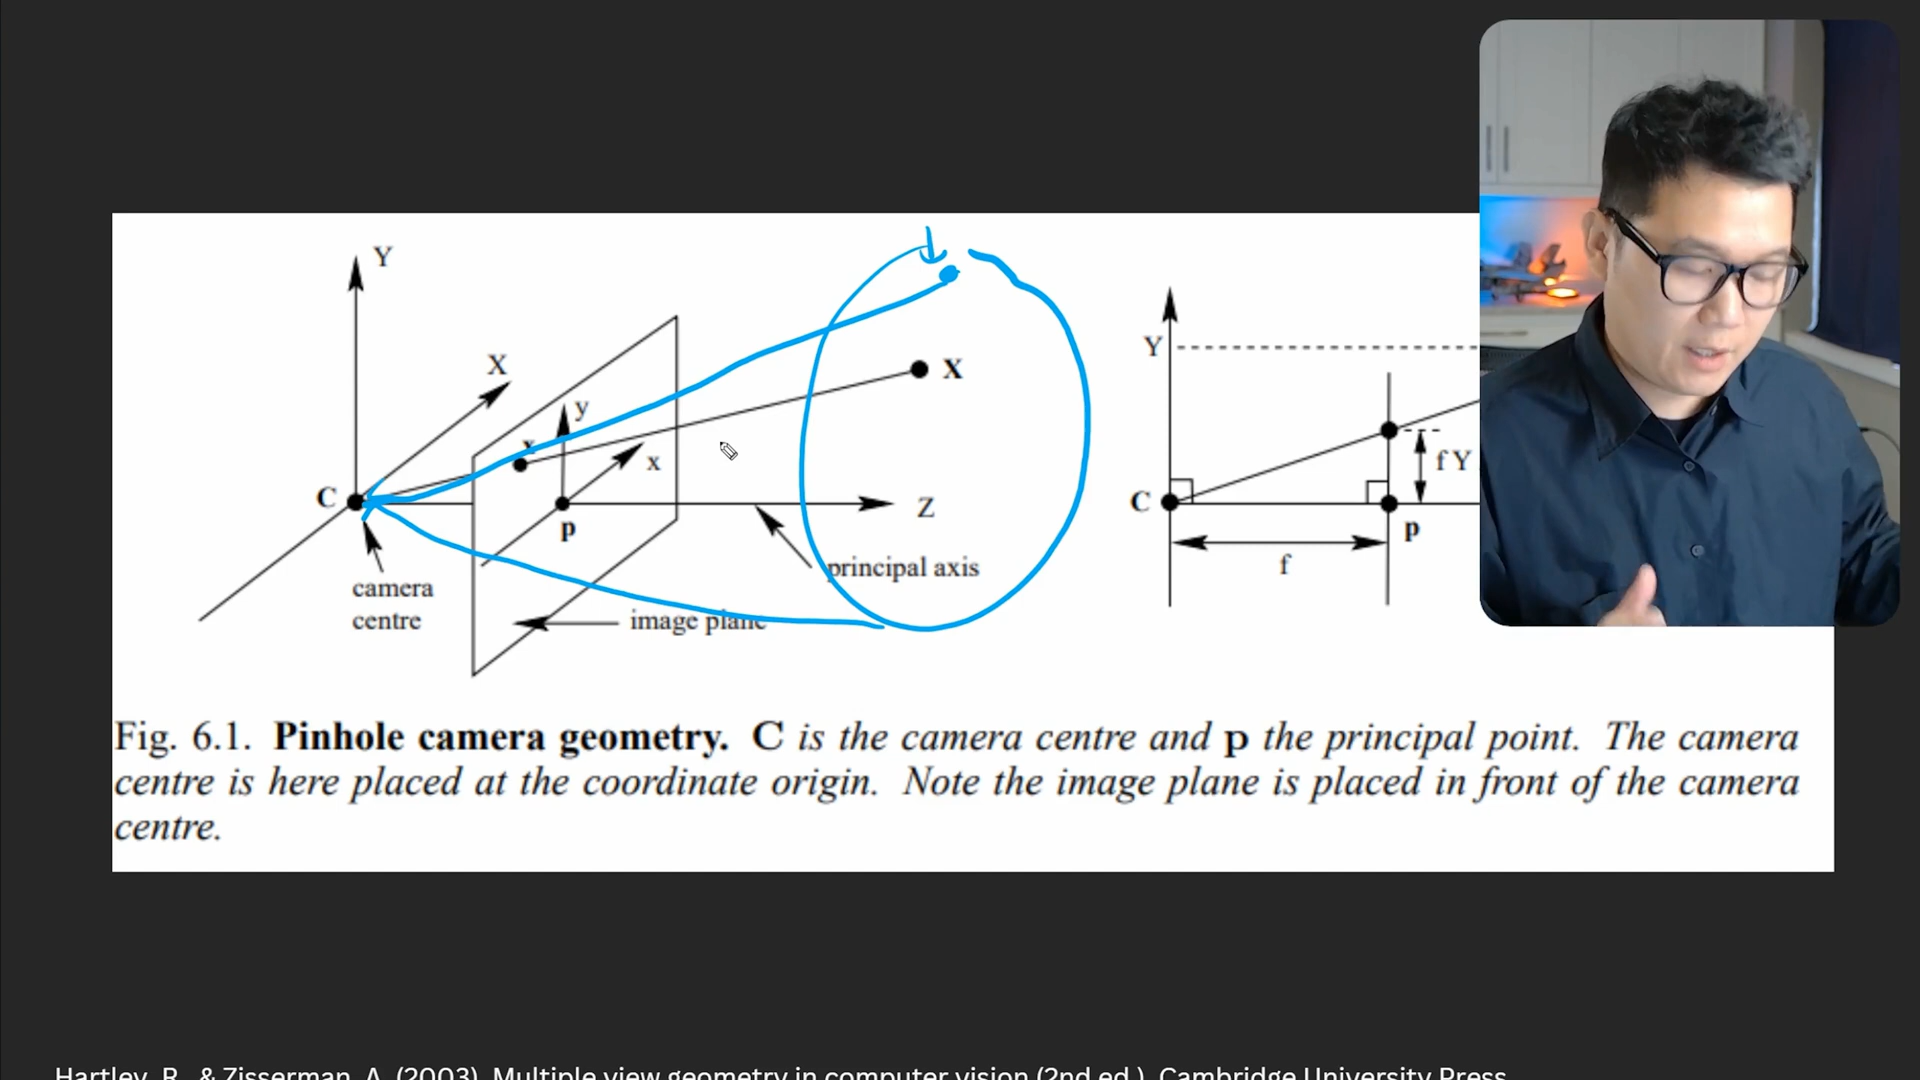 Y
X
y
X
x
x
C
Z
p
principal axis
camera
centre
image plane
Y
f Y
C
p
f
Fig. 6.1. Pinhole camera geometry. C is the camera centre and p the principal point. The camera
centre is here placed at the coordinate origin. Note the image plane is placed in front of the camera
centre.
Hartley, R., & Zisserman, A. (2003). Multiple view geometry in computer vision (2nd ed.). Cambridge University Press.